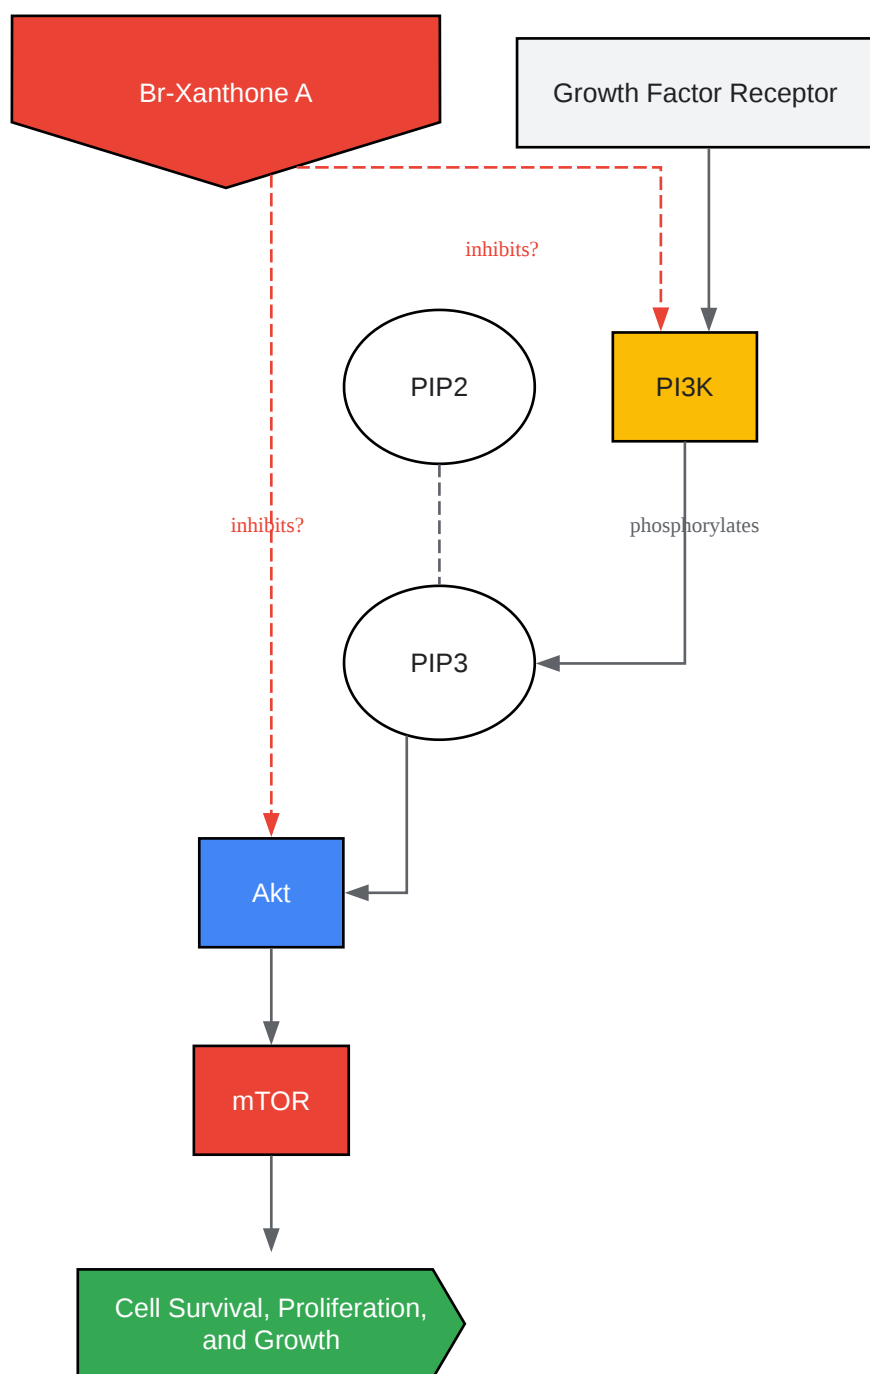 Br-Xanthone A
Growth Factor Receptor
inhibits?
PIP2
PI3K
inhibits?
phosphorylates
PIP3
Akt
mTOR
Cell Survival, Proliferation,
and Growth